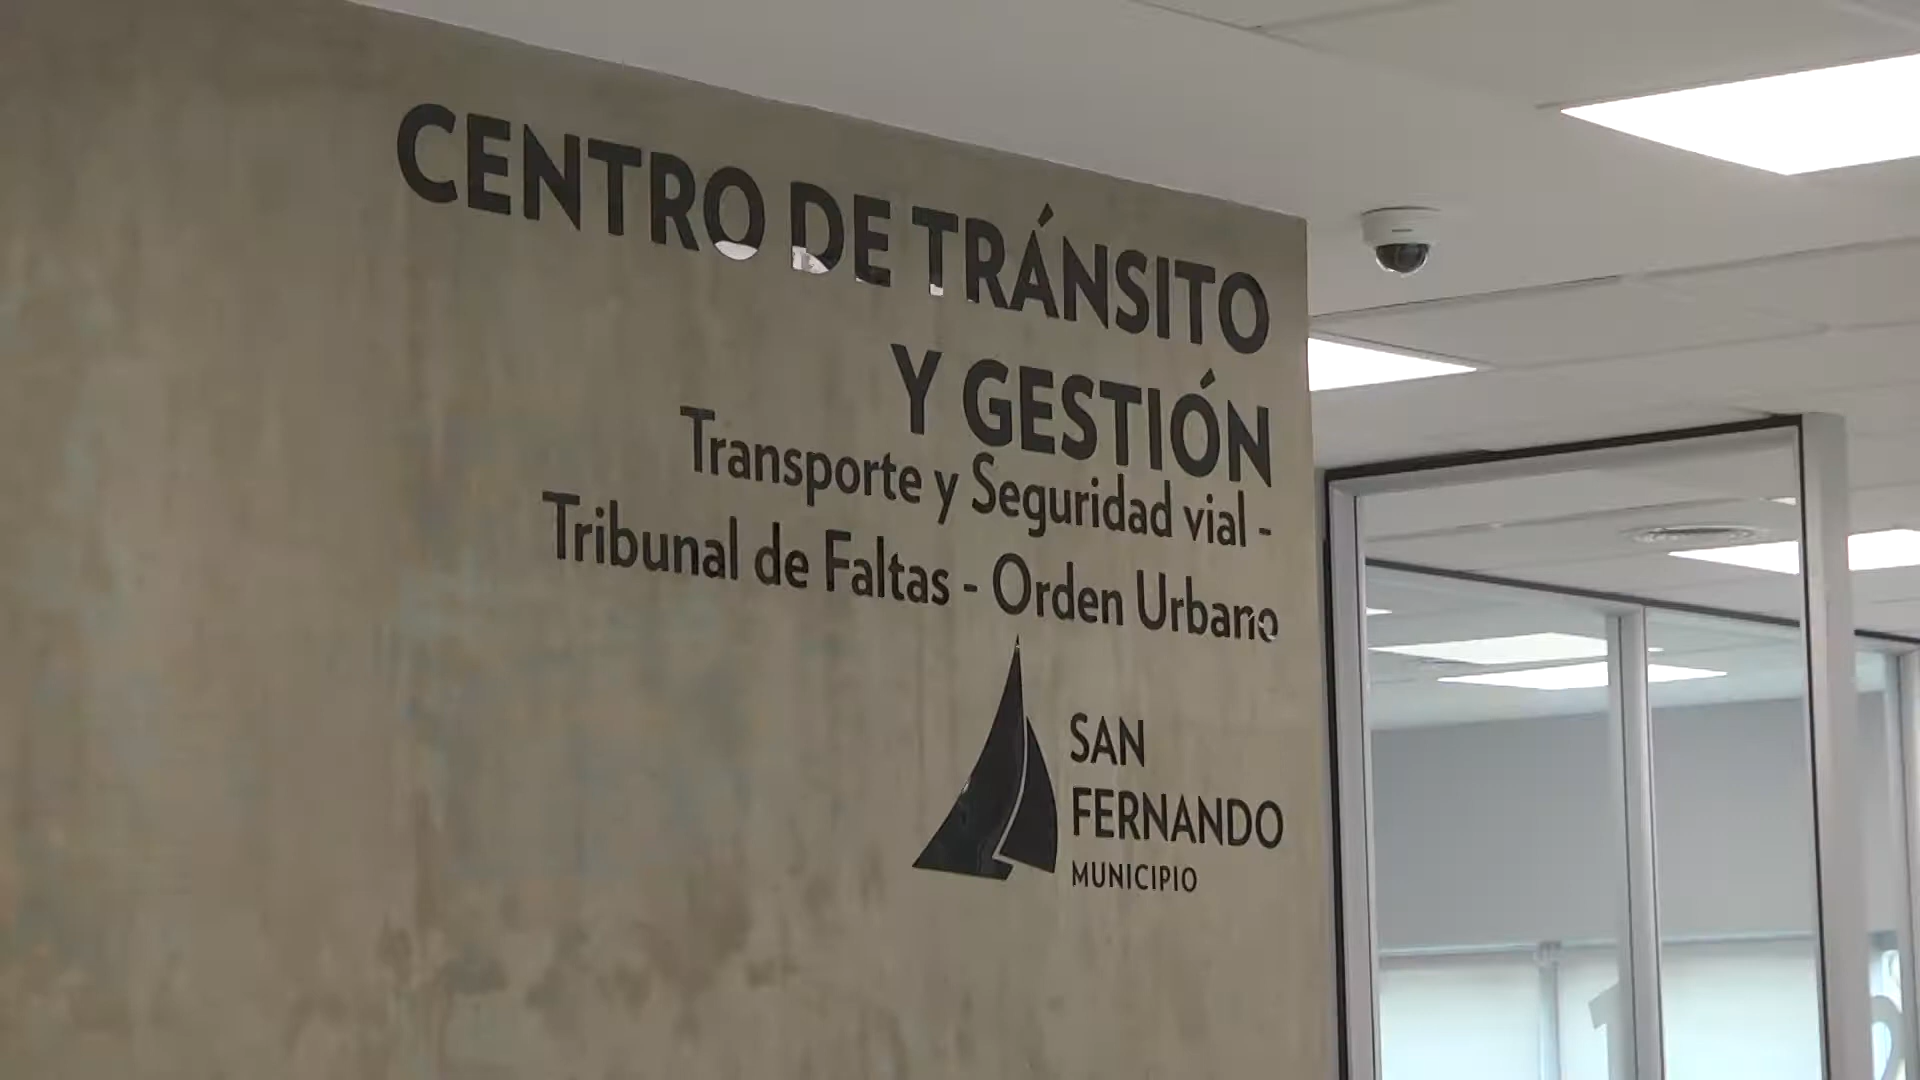 CENTRO DE TRÁNSITO
Y GESTIÓN
Transporte y Seguridad vial -
Tribunal de Faltas - Orden Urbano
SAN
FERNANDO
MUNICIPIO